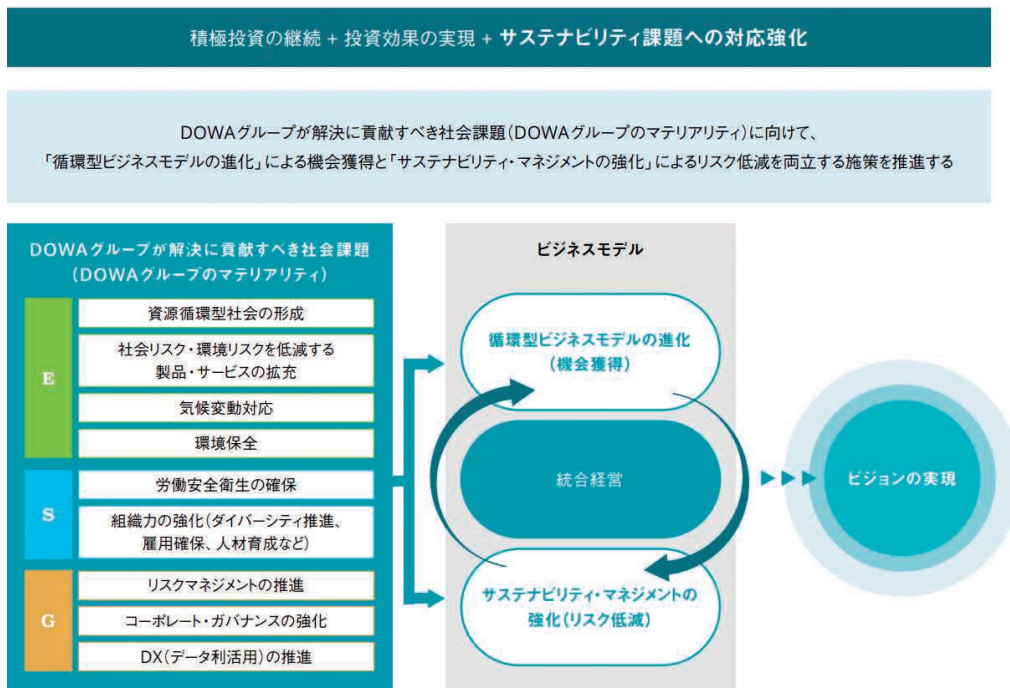 積極投資の継続 + 投資効果の実現 + サステナビリティ課題への対応強化
DOWAグループが解決に貢献すべき社会課題(DOWAグループのマテリアリティ)に向けて、
「循環型ビジネスモデルの進化」による機会獲得と「サステナビリティ・マネジメントの強化」によるリスク低減を両立する施策を推進する
DOWAグループが解決に貢献すべき社会課題
(DOWAグループのマテリアリティ)
E
資源循環型社会の形成
社会リスク・環境リスクを低減する
製品・サービスの拡充
気候変動対応
環境保全
S
労働安全衛生の確保
組織力の強化(ダイバーシティ推進、
雇用確保、人材育成など)
G
リスクマネジメントの推進
コーポレート・ガバナンスの強化
DX(データ利活用)の推進
ビジネスモデル
循環型ビジネスモデルの進化
(機会獲得)
統合経営
サステナビリティ・マネジメントの
強化(リスク低減)
ビジョンの実現